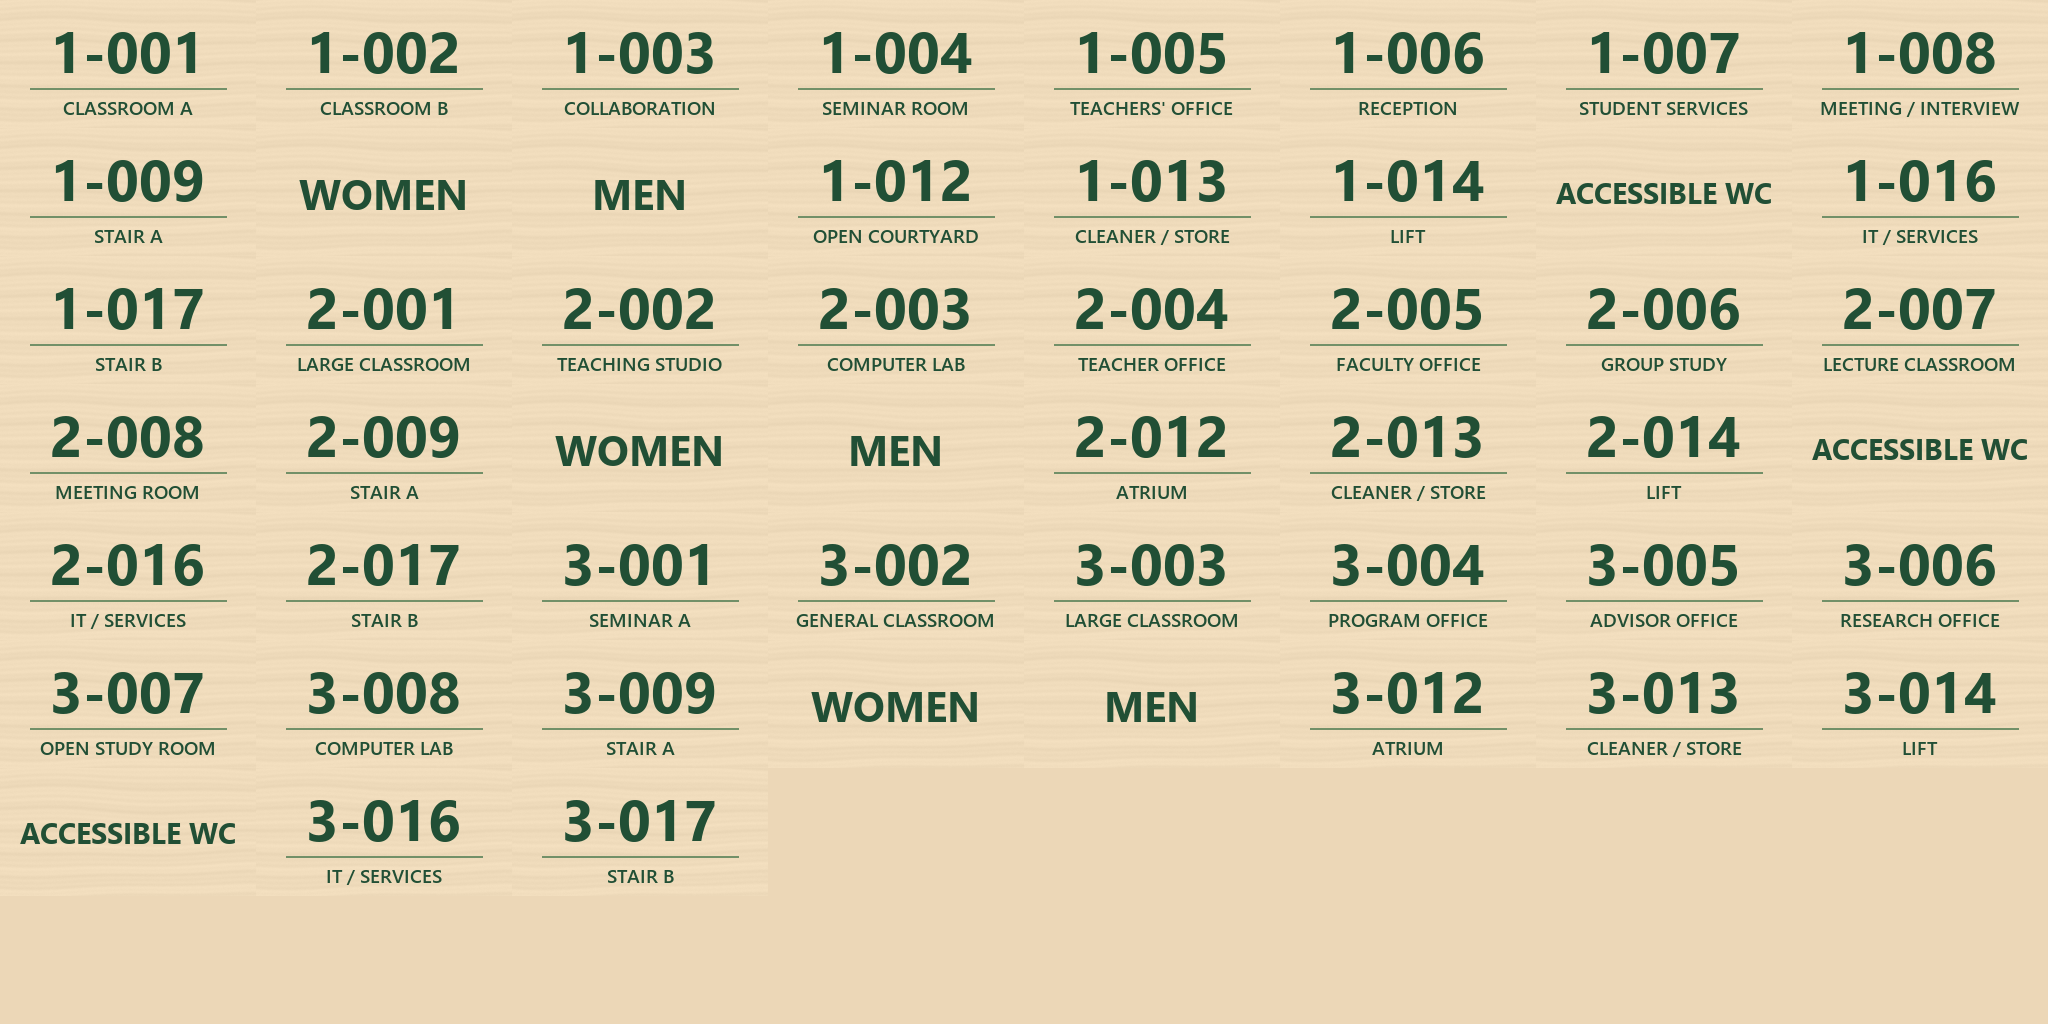 1-001
CLASSROOM A
1-002
CLASSROOM B
1-003
COLLABORATION
1-004
SEMINAR ROOM
1-005
TEACHERS' OFFICE
1-006
RECEPTION
1-007
STUDENT SERVICES
1-008
MEETING / INTERVIEW
1-009
STAIR A
WOMEN
MEN
1-012
OPEN COURTYARD
1-013
CLEANER / STORE
1-014
LIFT
ACCESSIBLE WC
1-016
IT / SERVICES
1-017
STAIR B
2-001
LARGE CLASSROOM
2-002
TEACHING STUDIO
2-003
COMPUTER LAB
2-004
TEACHER OFFICE
2-005
FACULTY OFFICE
2-006
GROUP STUDY
2-007
LECTURE CLASSROOM
2-008
MEETING ROOM
2-009
STAIR A
WOMEN
MEN
2-012
ATRIUM
2-013
CLEANER / STORE
2-014
LIFT
ACCESSIBLE WC
2-016
IT / SERVICES
2-017
STAIR B
3-001
SEMINAR A
3-002
GENERAL CLASSROOM
3-003
LARGE CLASSROOM
3-004
PROGRAM OFFICE
3-005
ADVISOR OFFICE
3-006
RESEARCH OFFICE
3-007
OPEN STUDY ROOM
3-008
COMPUTER LAB
3-009
STAIR A
WOMEN
MEN
3-012
ATRIUM
3-013
CLEANER / STORE
3-014
LIFT
ACCESSIBLE WC
3-016
IT / SERVICES
3-017
STAIR B